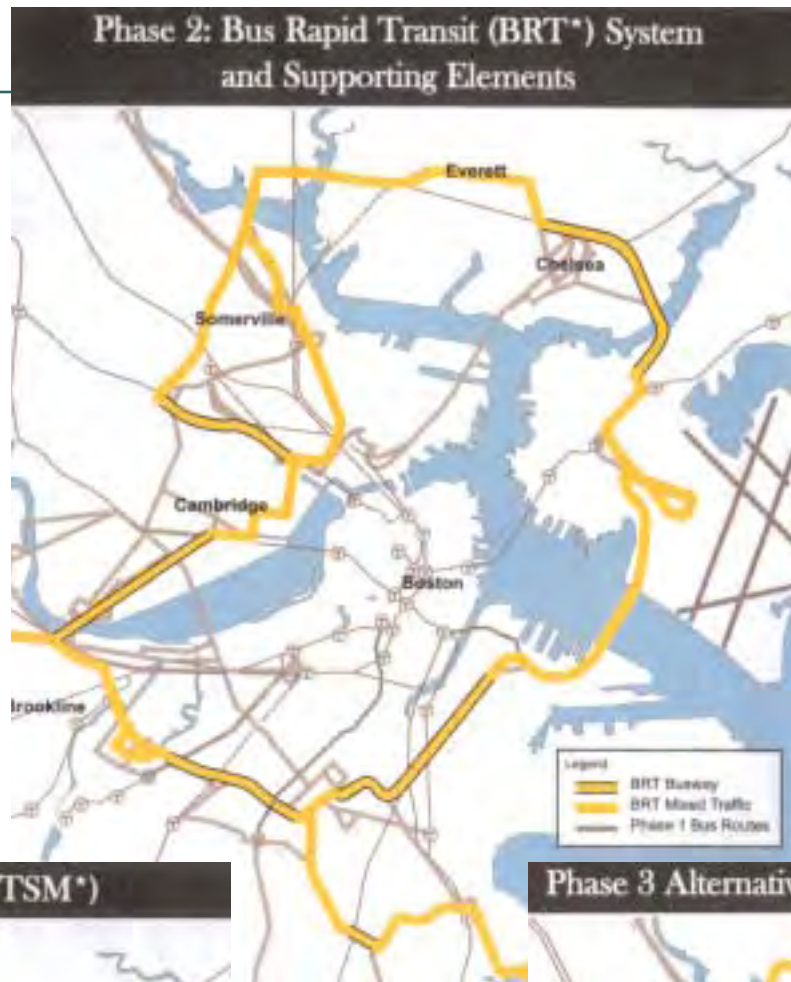 Phase 2: Bus Rapid Transit (BRT*) System
and Supporting Elements
Everett
Chelsea
Somerville
Cambridge
Boston
Brookline
Legend
BRT Busway
BRT Mixed Traffic
Phase 1 Bus Routes
TSM*)
Phase 3 Alternativ